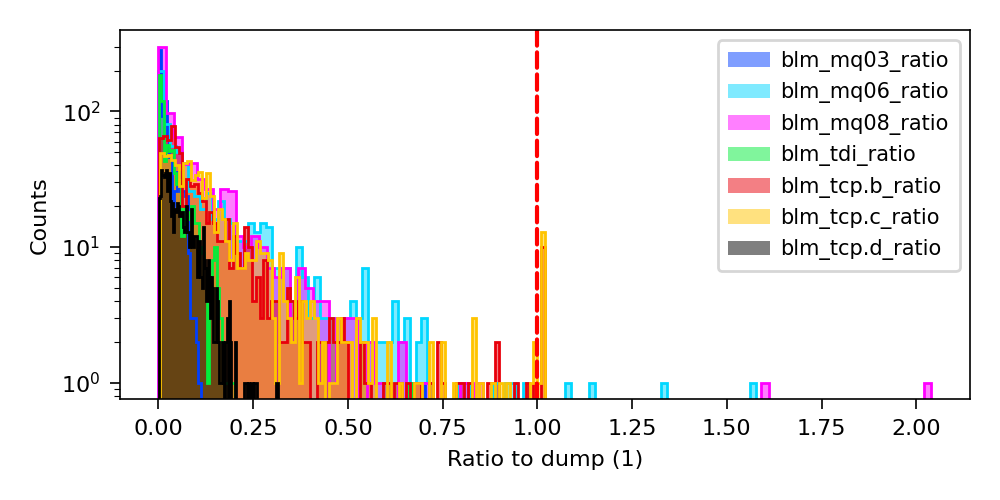 10²
10¹
10⁰
Counts
0.00 0.25 0.50 0.75 1.00 1.25 1.50 1.75 2.00
Ratio to dump (1)
blm_mq03_ratio
blm_mq06_ratio
blm_mq08_ratio
blm_tdi_ratio
blm_tcp.b_ratio
blm_tcp.c_ratio
blm_tcp.d_ratio